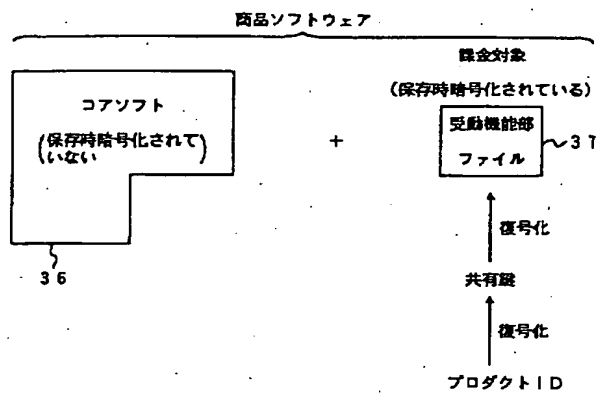 商品ソフトウェア
課金対象
(保存時暗号化されている)
コアソフト
(保存時暗号化されて
いない)
+
受動機能部
ファイル
37
36
復号化
共有鍵
復号化
プロダクトID